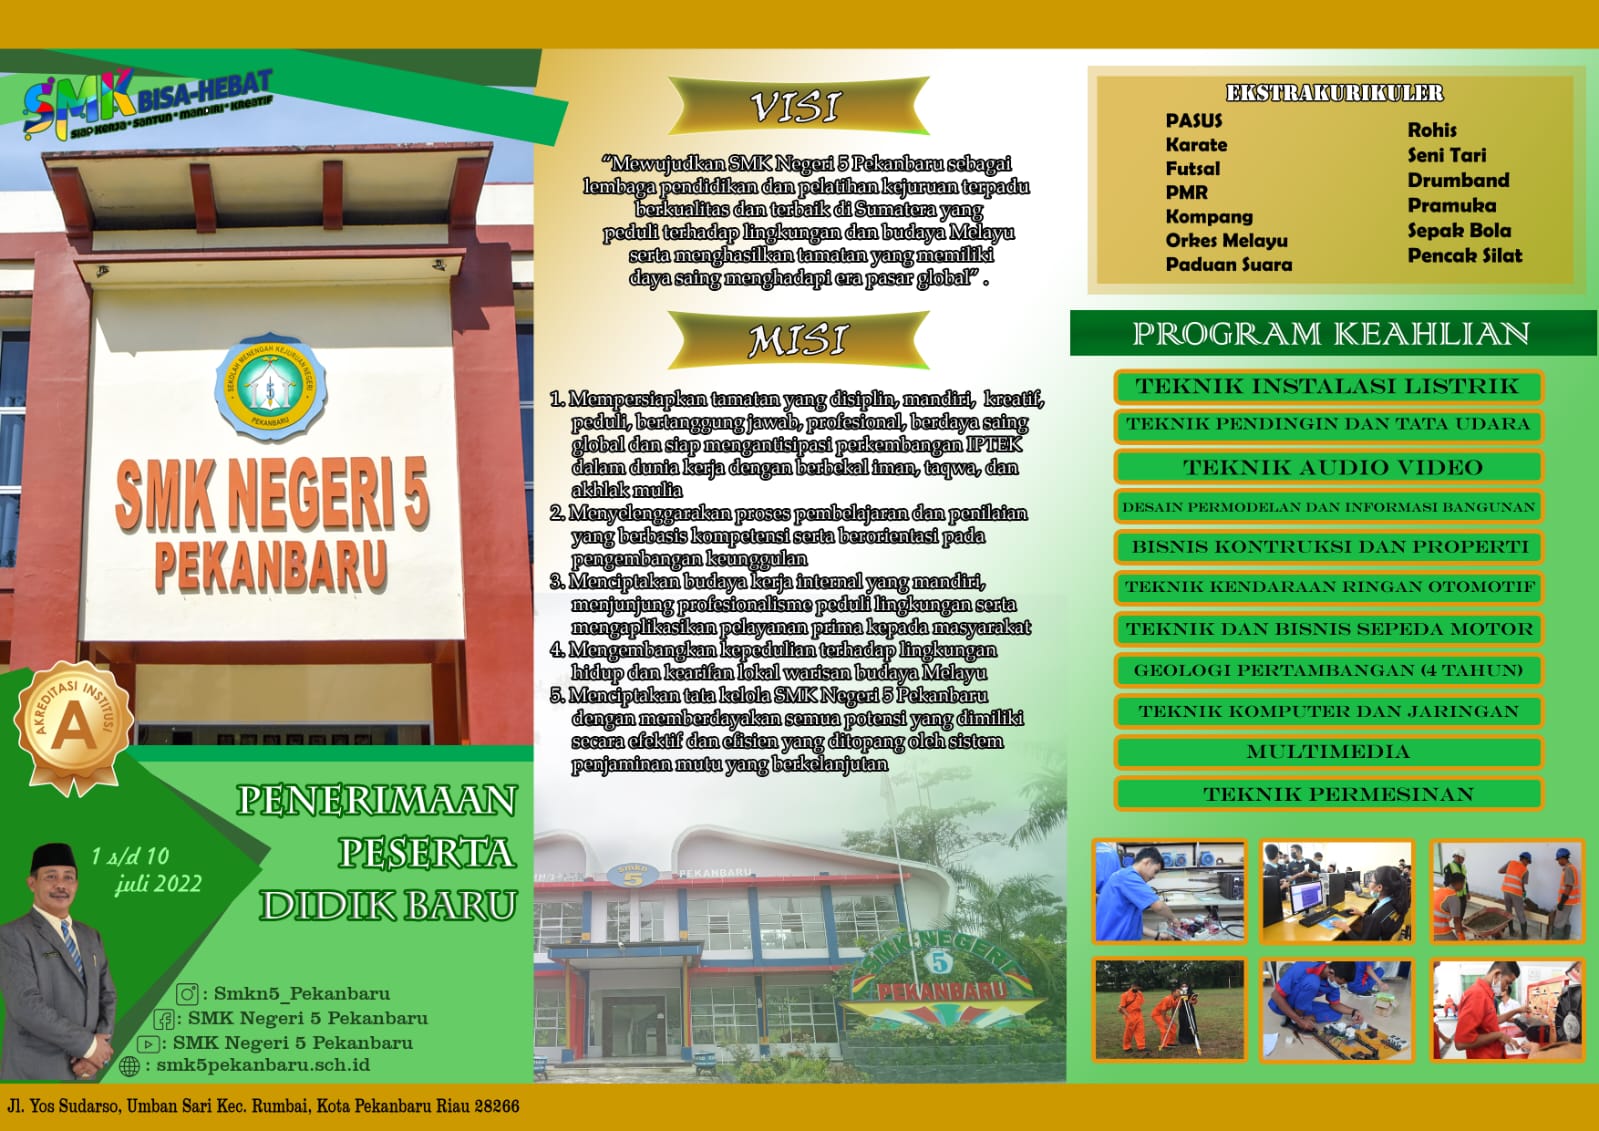 SMK BISA-HEBAT
SIAP KERJA • SANTUN • MANDIRI • KREATIF
SEKOLAH MENENGAH KEJURUAN NEGERI
5
PEKANBARU
SMK NEGERI 5
PEKANBARU
AKREDITASI INSTITUSI
A
PENERIMAAN
PESERTA
DIDIK BARU
1 s/d 10
juli 2022
: Smkn5_Pekanbaru
: SMK Negeri 5 Pekanbaru
: SMK Negeri 5 Pekanbaru
: smk5pekanbaru.sch.id
Jl. Yos Sudarso, Umban Sari Kec. Rumbai, Kota Pekanbaru Riau 28266
VISI
“Mewujudkan SMK Negeri 5 Pekanbaru sebagai
lembaga pendidikan dan pelatihan kejuruan terpadu
berkualitas dan terbaik di Sumatera yang
peduli terhadap lingkungan dan budaya Melayu
serta menghasilkan tamatan yang memiliki
daya saing menghadapi era pasar global” .
MISI
1. Mempersiapkan tamatan yang disiplin, mandiri, kreatif,
peduli, bertanggung jawab, profesional, berdaya saing
global dan siap mengantisipasi perkembangan IPTEK
dalam dunia kerja dengan berbekal iman, taqwa, dan
akhlak mulia
2. Menyelenggarakan proses pembelajaran dan penilaian
yang berbasis kompetensi serta berorientasi pada
pengembangan keunggulan
3. Menciptakan budaya kerja internal yang mandiri,
menjunjung profesionalisme peduli lingkungan serta
mengaplikasikan pelayanan prima kepada masyarakat
4. Mengembangkan kepedulian terhadap lingkungan
hidup dan kearifan lokal warisan budaya Melayu
5. Menciptakan tata kelola SMK Negeri 5 Pekanbaru
dengan memberdayakan semua potensi yang dimiliki
secara efektif dan efisien yang ditopang oleh sistem
penjaminan mutu yang berkelanjutan
smkn
5
PEKANBARU
SMK NEGERI
5
PEKANBARU
EKSTRAKURIKULER
PASUS
Karate
Futsal
PMR
Kompang
Orkes Melayu
Paduan Suara
Rohis
Seni Tari
Drumband
Pramuka
Sepak Bola
Pencak Silat
PROGRAM KEAHLIAN
TEKNIK INSTALASI LISTRIK
TEKNIK PENDINGIN DAN TATA UDARA
TEKNIK AUDIO VIDEO
DESAIN PERMODELAN DAN INFORMASI BANGUNAN
BISNIS KONTRUKSI DAN PROPERTI
TEKNIK KENDARAAN RINGAN OTOMOTIF
TEKNIK DAN BISNIS SEPEDA MOTOR
GEOLOGI PERTAMBANGAN (4 TAHUN)
TEKNIK KOMPUTER DAN JARINGAN
MULTIMEDIA
TEKNIK PERMESINAN